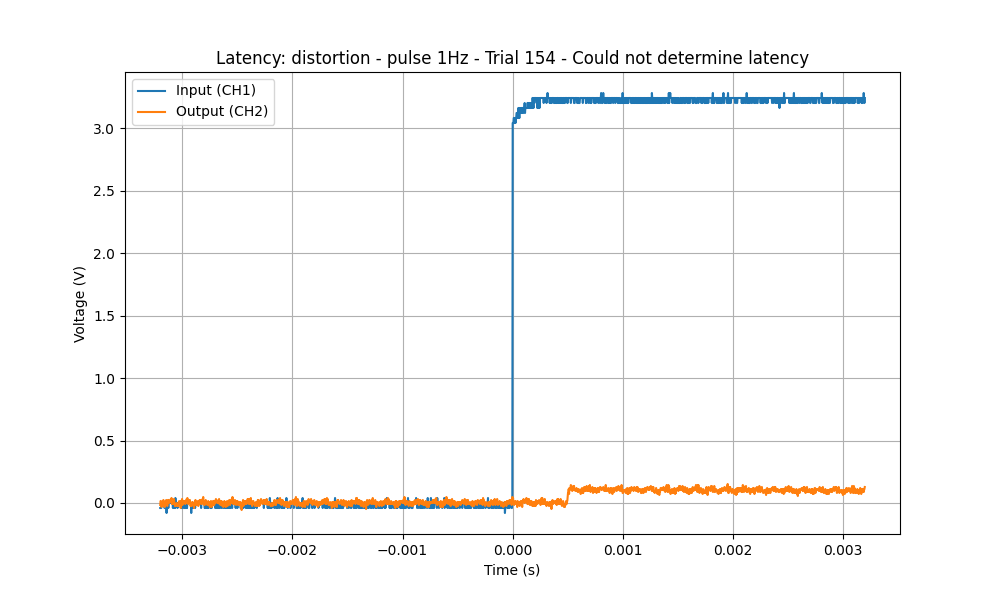 Latency: distortion - pulse 1Hz - Trial 154 - Could not determine latency
Input (CH1)
Output (CH2)
Voltage (V)
3.0
2.5
2.0
1.5
1.0
0.5
0.0
−0.003
−0.002
−0.001
0.000
0.001
0.002
0.003
Time (s)